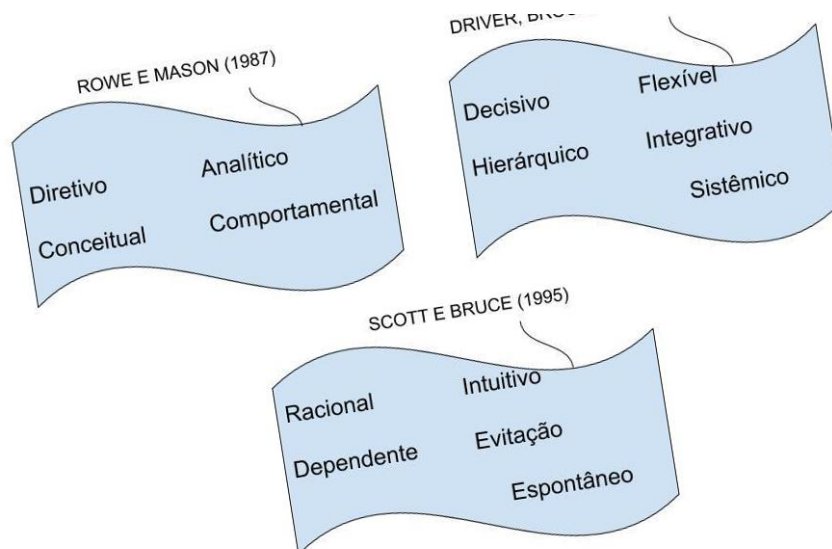 ROWE E MASON (1987)
Diretivo
Analítico
Conceitual
Comportamental
DRIVER,
Decisivo
Flexível
Hierárquico
Integrativo
Sistêmico
SCOTT E BRUCE (1995)
Racional
Intuitivo
Dependente
Evitação
Espontâneo